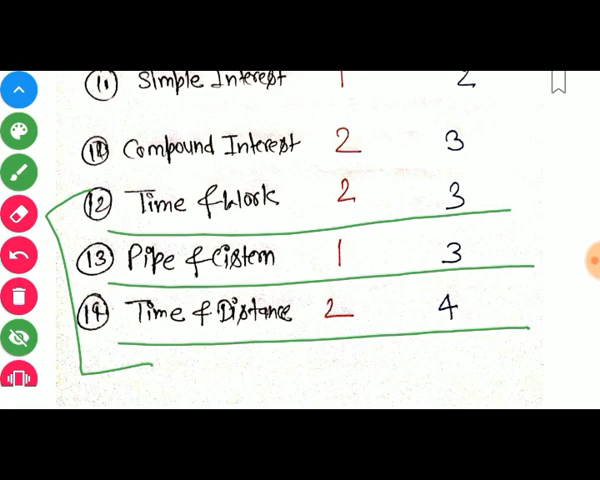 (11) Simple Interest 1 2
(12) Compound Interest 2 3
(12) Time & Work 2 3
(13) Pipe & Cistern 1 3
(14) Time & Distance 2 4